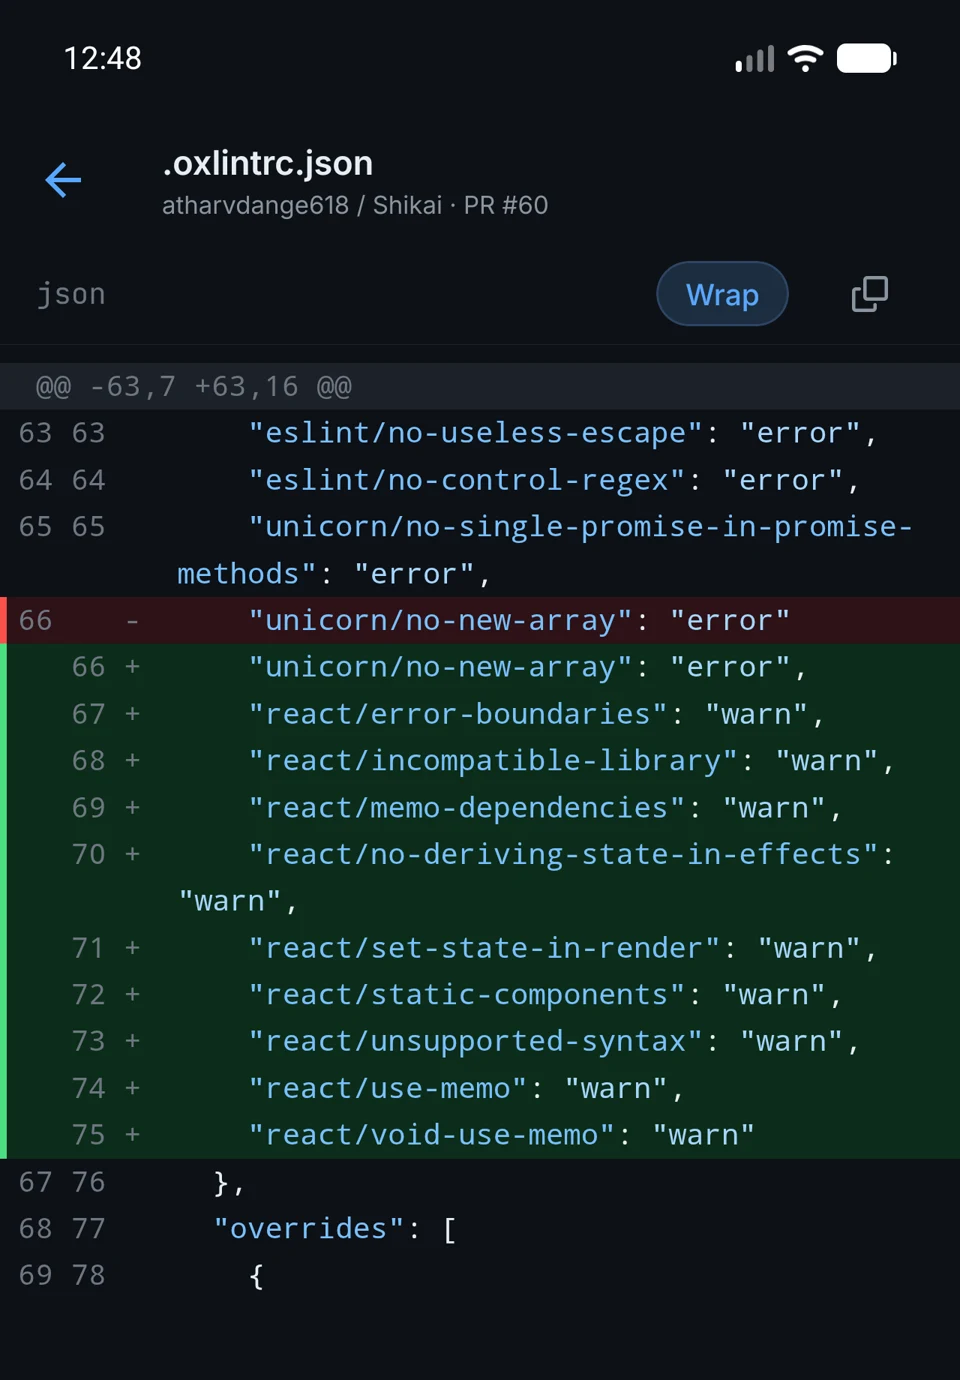 12:48
.oxlintrc.json
atharvdange618 / Shikai · PR #60
json
Wrap
@@ -63,7 +63,16 @@
63 63 "eslint/no-useless-escape": "error",
64 64 "eslint/no-control-regex": "error",
65 65 "unicorn/no-single-promise-in-promise-
methods": "error",
66 - "unicorn/no-new-array": "error"
66 + "unicorn/no-new-array": "error",
67 + "react/error-boundaries": "warn",
68 + "react/incompatible-library": "warn",
69 + "react/memo-dependencies": "warn",
70 + "react/no-deriving-state-in-effects":
"warn",
71 + "react/set-state-in-render": "warn",
72 + "react/static-components": "warn",
73 + "react/unsupported-syntax": "warn",
74 + "react/use-memo": "warn",
75 + "react/void-use-memo": "warn"
67 76 },
68 77 "overrides": [
69 78 {